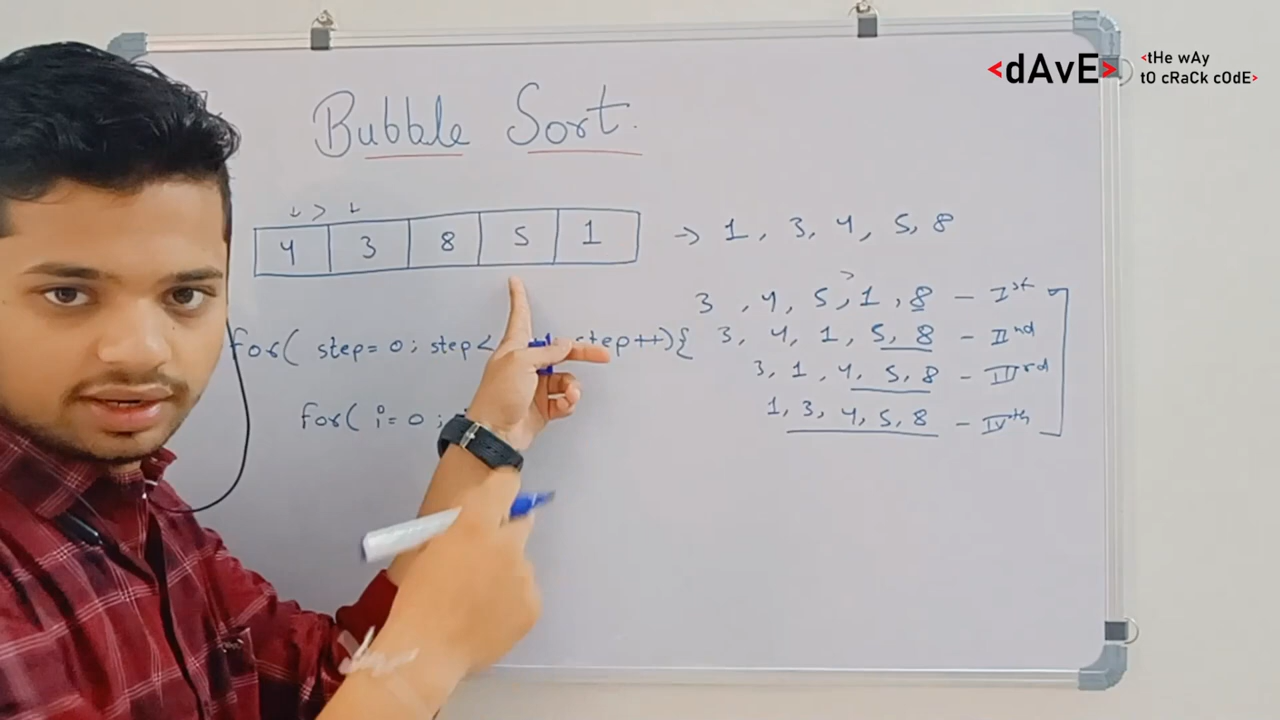 <dAvE> <tHe wAy
tO cRaCk cOdE>
Bubble Sort.
↓ > ↓
4 3 8 5 1 → 1, 3, 4, 5, 8
3, 4, 5, 1, 8 - Ist
for( step=0; step< step++){ 3, 4, 1, 5, 8 - IInd
3, 1, 4, 5, 8 - IIIrd
for( i=0; 1, 3, 4, 5, 8 - IVth